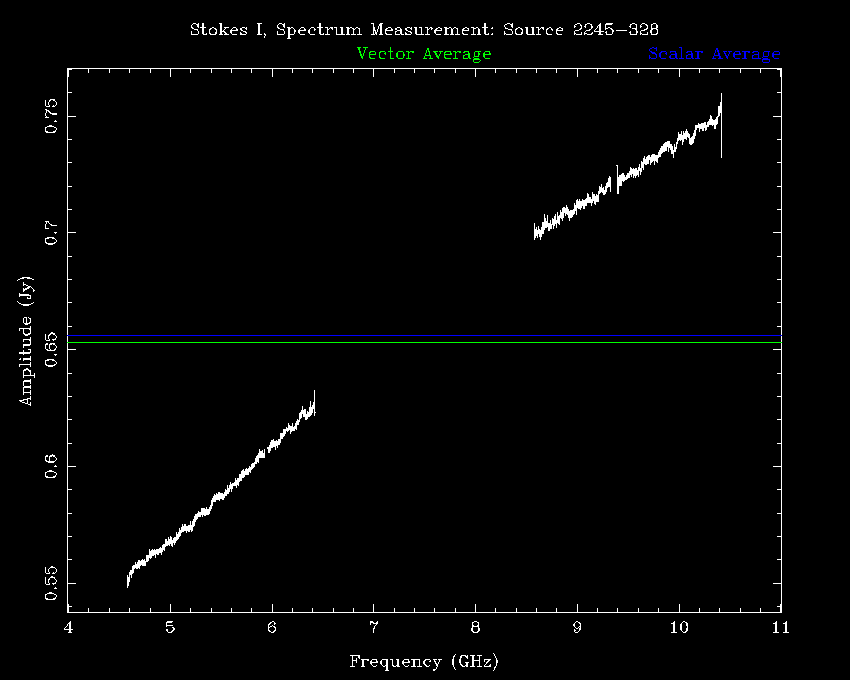 Stokes I, Spectrum Measurement: Source 2245-328
Vector Average
Scalar Average
0.75
0.7
0.65
0.6
0.55
Amplitude (Jy)
4 5 6 7 8 9 10 11
Frequency (GHz)